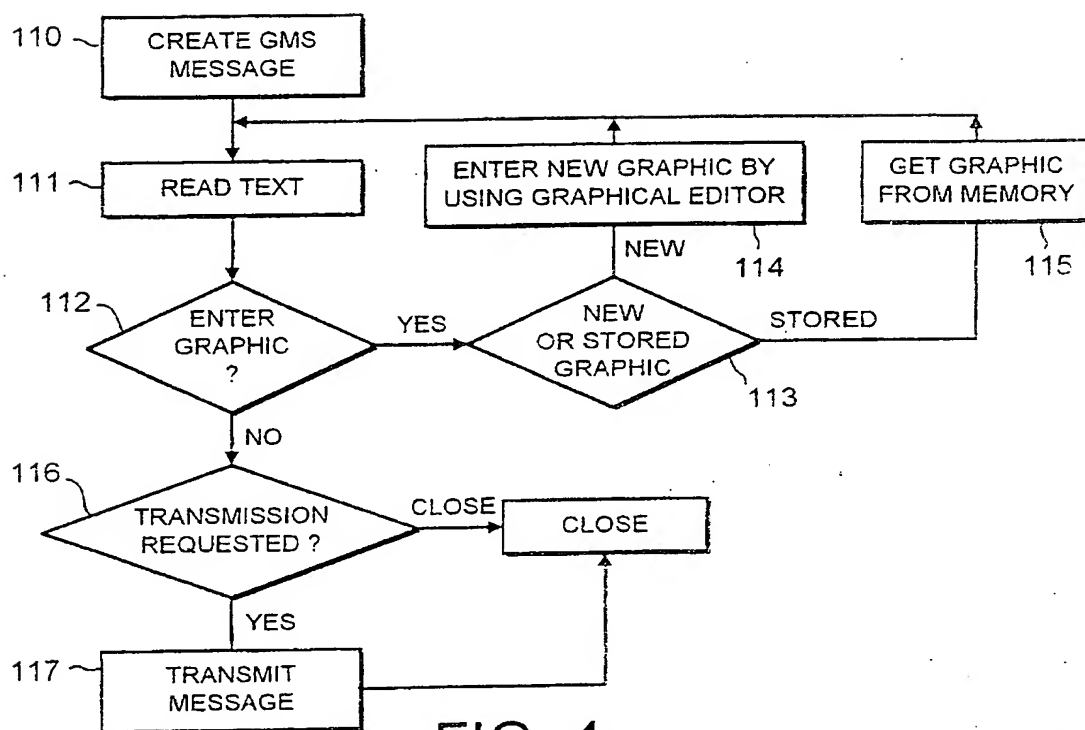 110
CREATE GMS
MESSAGE
111
READ TEXT
ENTER NEW GRAPHIC BY
USING GRAPHICAL EDITOR
114
GET GRAPHIC
FROM MEMORY
115
112
ENTER
GRAPHIC
?
YES
NEW
NEW
OR STORED
GRAPHIC
113
STORED
NO
116
TRANSMISSION
REQUESTED ?
CLOSE
CLOSE
YES
117
TRANSMIT
MESSAGE